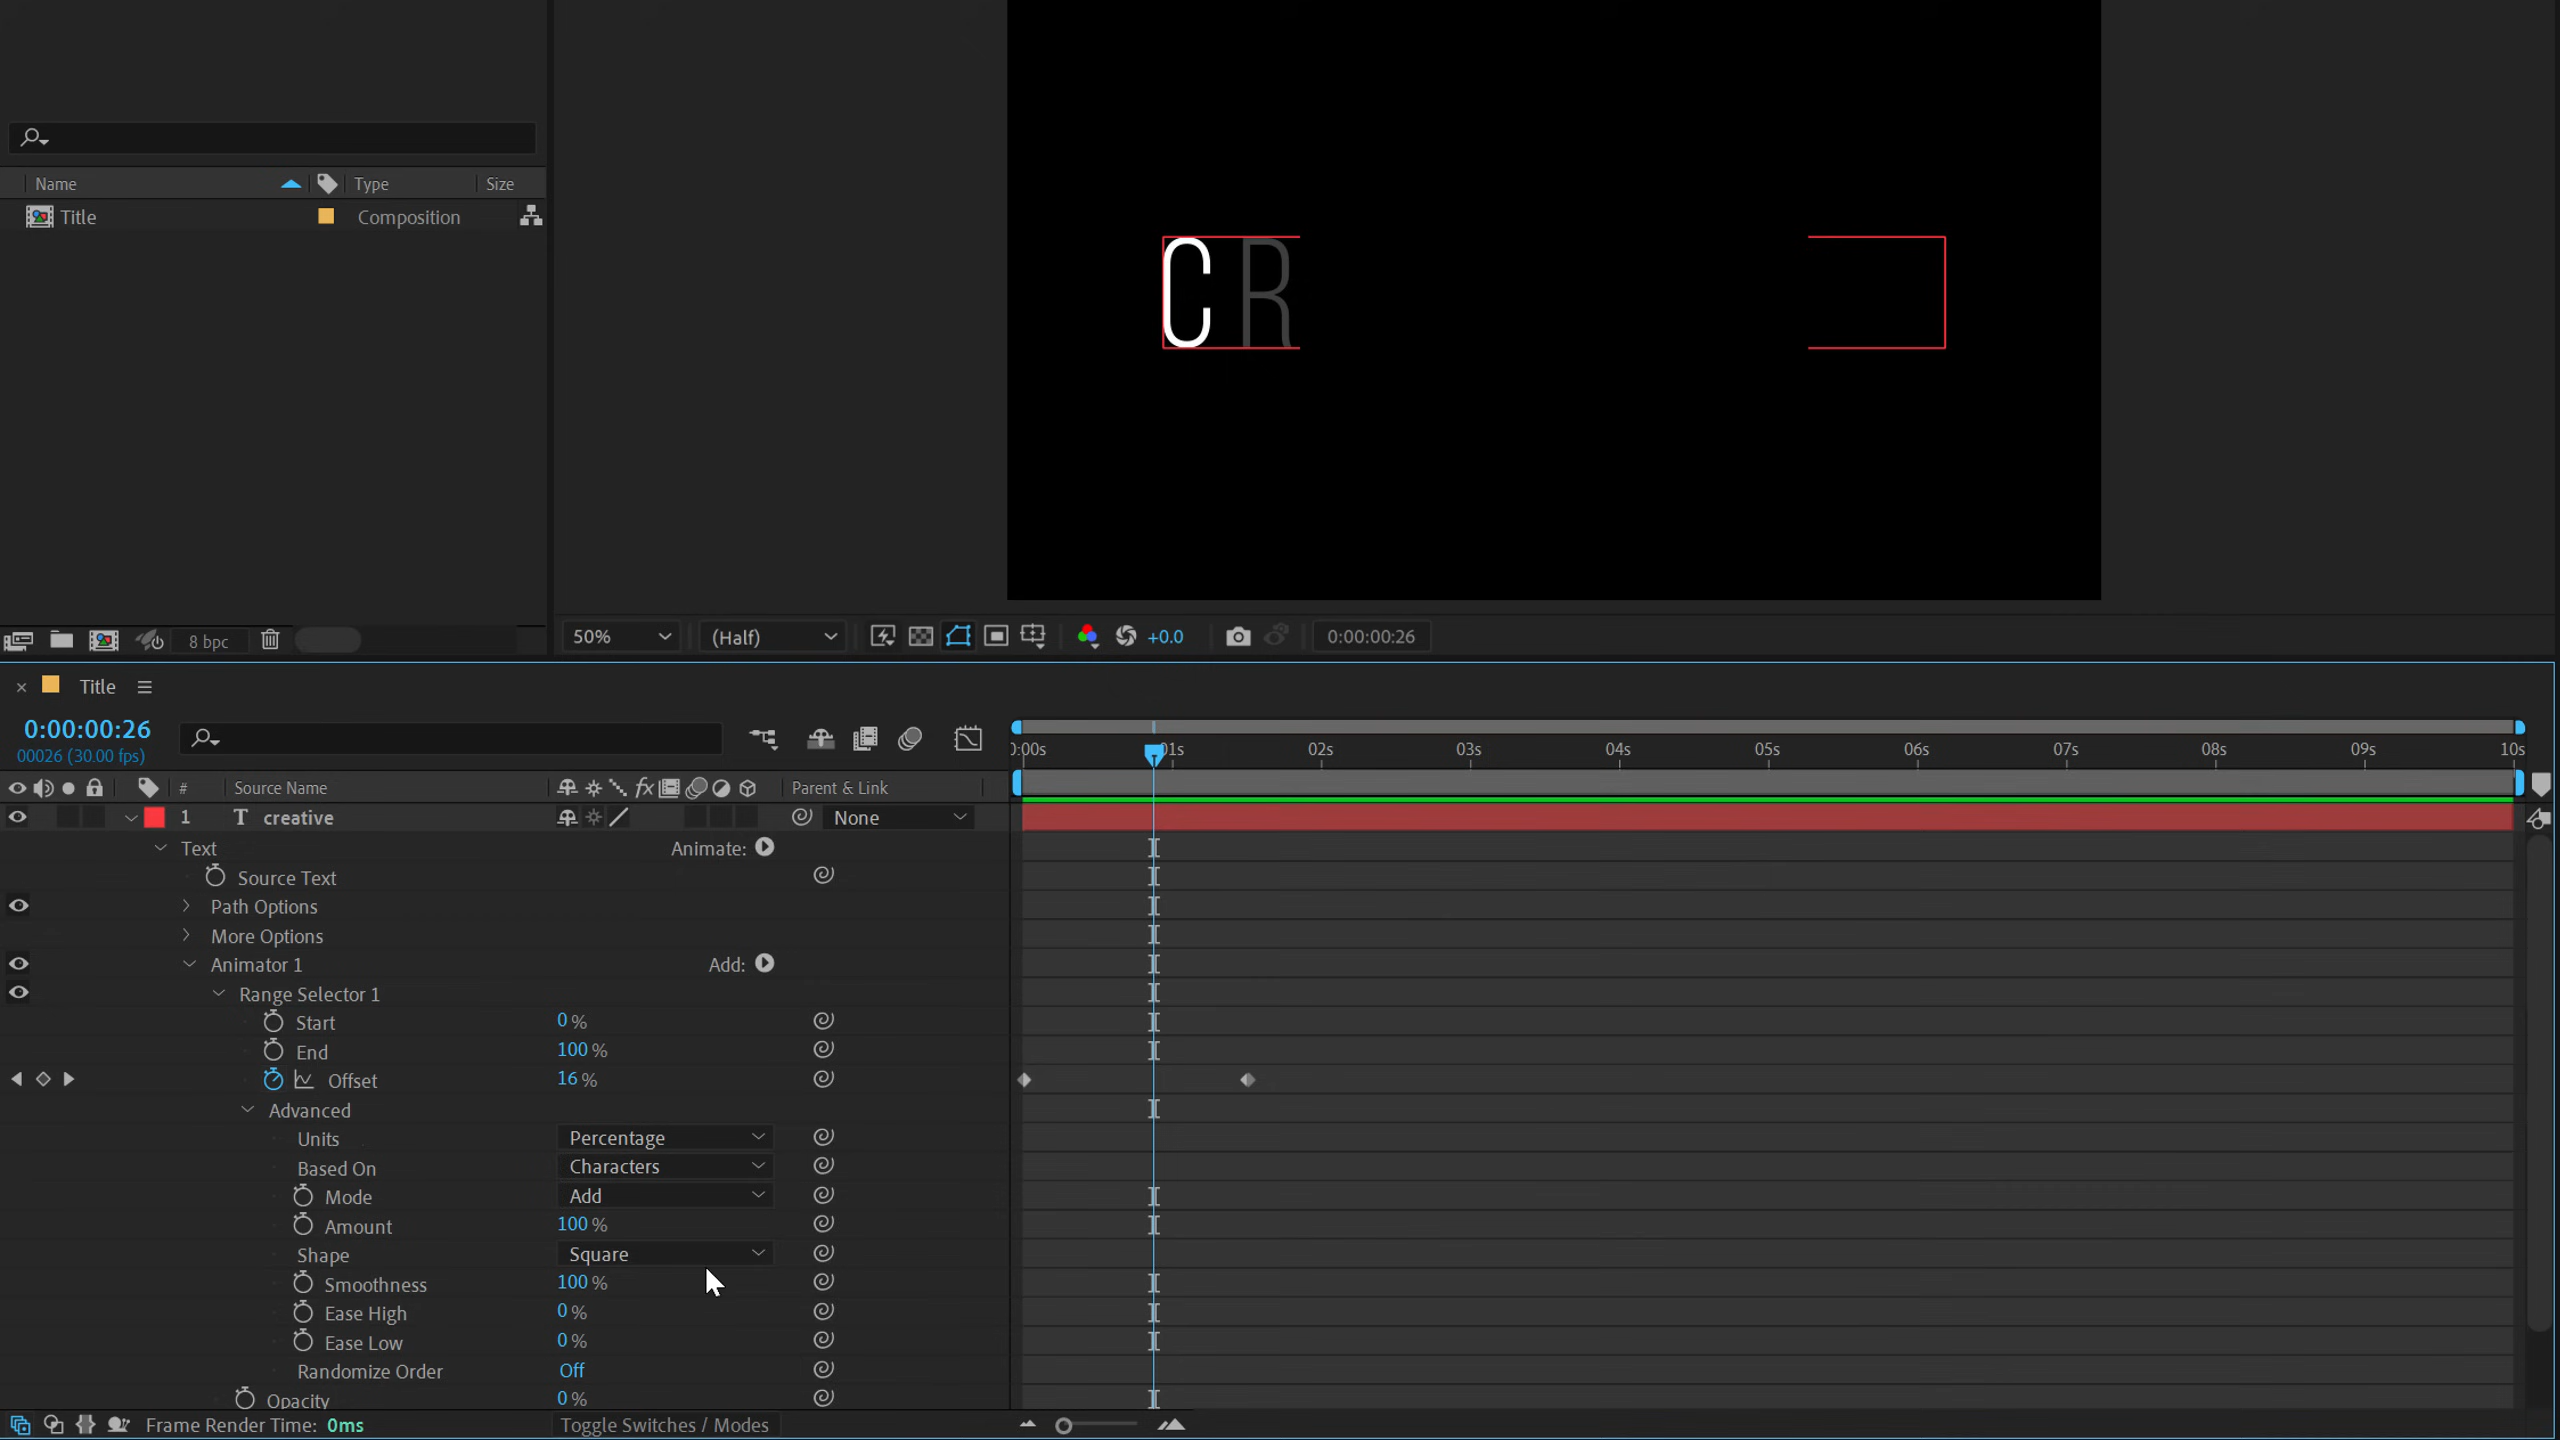 Name Type Size
Title Composition
CR
8 bpc
50% (Half) +0.0 0:00:00:26
Title
0:00:00:26
00026 (30.00 fps)
0:00s 01s 02s 03s 04s 05s 06s 07s 08s 09s 10s
# Source Name fx Parent & Link
1 T creative None
Text Animate:
Source Text
Path Options
More Options
Animator 1 Add:
Range Selector 1
Start 0 %
End 100 %
Offset 16 %
Advanced
Units Percentage
Based On Characters
Mode Add
Amount 100 %
Shape Square
Smoothness 100 %
Ease High 0 %
Ease Low 0 %
Randomize Order Off
Opacity 0 %
Frame Render Time: 0ms Toggle Switches / Modes